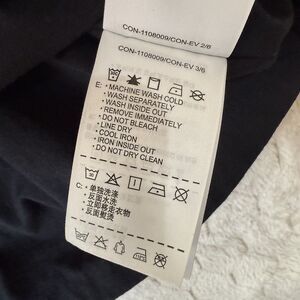 CON-1108009/CON-EV 2/6
CON-1108009/CON-EV 3/6
E: • MACHINE WASH COLD
• WASH SEPARATELY
• WASH INSIDE OUT
• REMOVE IMMEDIATELY
• DO NOT BLEACH
• LINE DRY
• COOL IRON
• IRON INSIDE OUT
• DO NOT DRY CLEAN
C: • 单独洗涤
• 反面水洗
• 立即移走衣物
• 反面熨烫